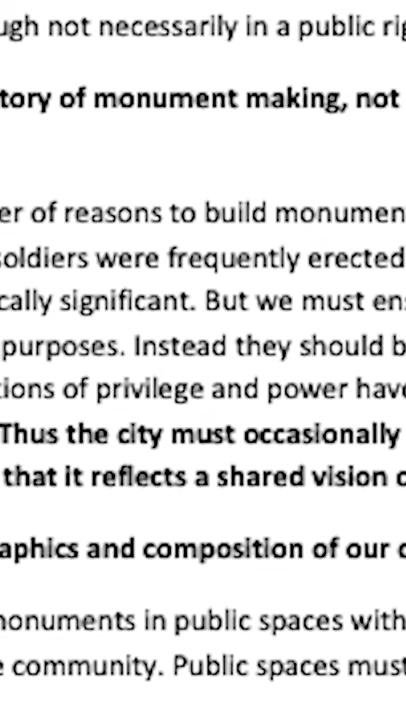 ugh not necessarily in a public rig
tory of monument making, not
er of reasons to build monumen
soldiers were frequently erected
cally significant. But we must ens
purposes. Instead they should b
tions of privilege and power have
Thus the city must occasionally
that it reflects a shared vision o
aphics and composition of our c
monuments in public spaces with
e community. Public spaces must